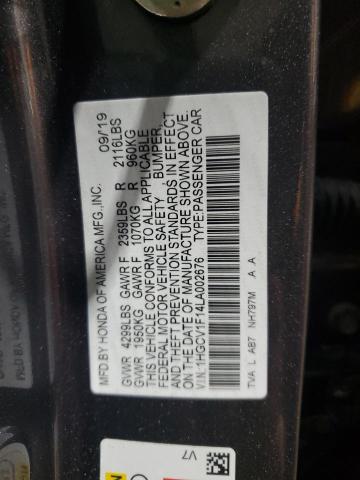 MFD. BY HONDA OF AMERICA MFG.,INC. 09/19
GVWR 4299LBS GAWR F 2359LBS R 2116LBS
GVWR 1950KG GAWR F 1070KG R 960KG
THIS VEHICLE CONFORMS TO ALL APPLICABLE
FEDERAL MOTOR VEHICLE SAFETY, BUMPER,
AND THEFT PREVENTION STANDARDS IN EFFECT
ON THE DATE OF MANUFACTURE SHOWN ABOVE.
V.I.N.:1HGCV1F14LA002676 TYPE:PASSENGER CAR
TVA L AB7 NH797M A A
V7